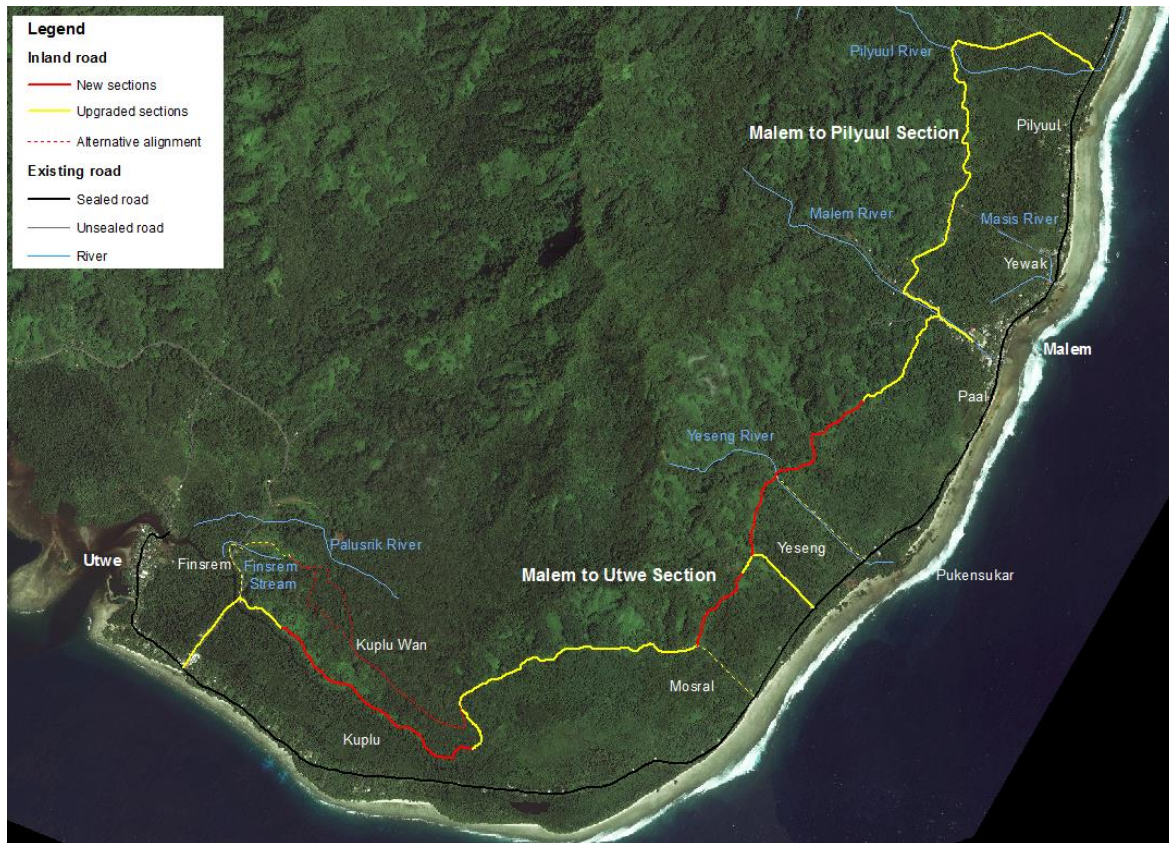 Legend
Inland road
New sections
Upgraded sections
Alternative alignment
Existing road
Sealed road
Unsealed road
River
Pilyuul River
Pilyuul
Malem to Pilyuul Section
Malem River
Masis River
Yewak
Malem
Paal
Yeseng River
Yeseng
Pukensukar
Malem to Utwe Section
Palusrik River
Utwe
Finsrem
Finsrem
Stream
Kuplu Wan
Mosral
Kuplu